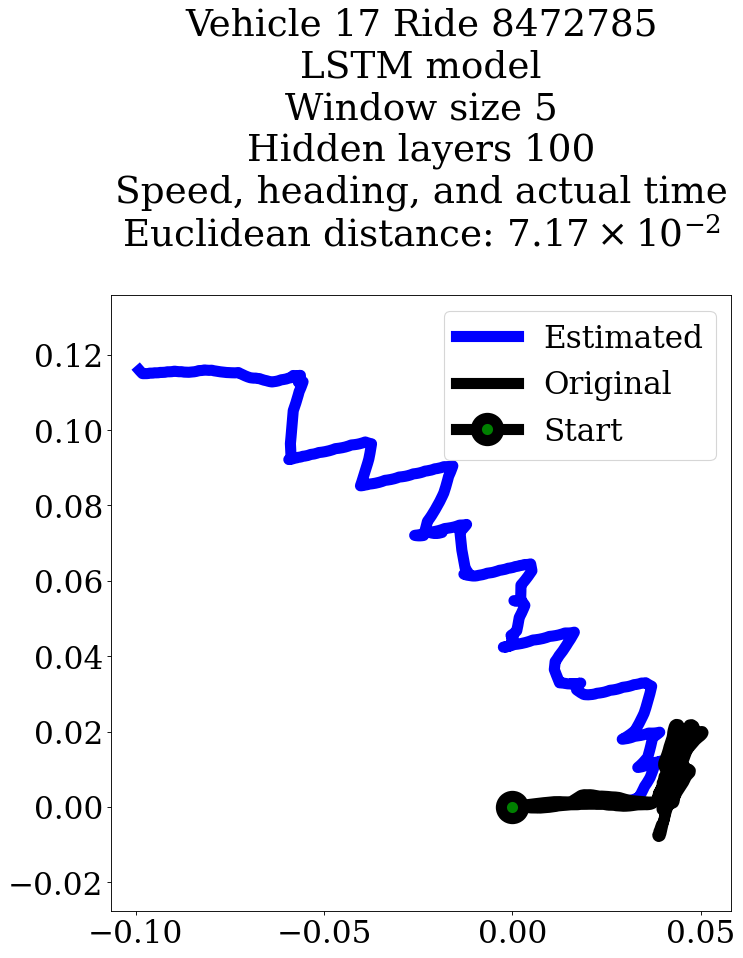 Vehicle 17 Ride 8472785
LSTM model
Window size 5
Hidden layers 100
Speed, heading, and actual time
Euclidean distance: 7.17 × 10⁻²
Estimated
Original
Start
0.12
0.10
0.08
0.06
0.04
0.02
0.00
−0.02
−0.10
−0.05
0.00
0.05